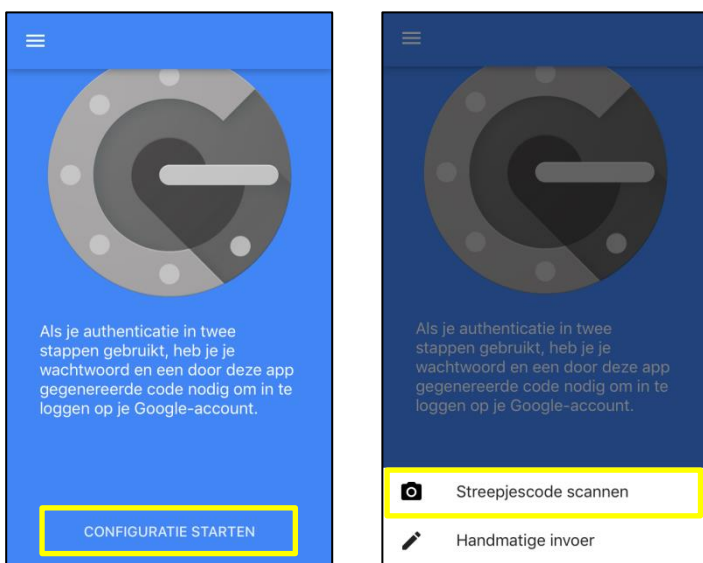 Als je authenticatie in twee
stappen gebruikt, heb je je
wachtwoord en een door deze app
gegenereerde code nodig om in te
loggen op je Google-account.
CONFIGURATIE STARTEN
Als je authenticatie in twee
stappen gebruikt, heb je je
wachtwoord en een door deze app
gegenereerde code nodig om in te
loggen op je Google-account.
Streepjescode scannen
Handmatige invoer